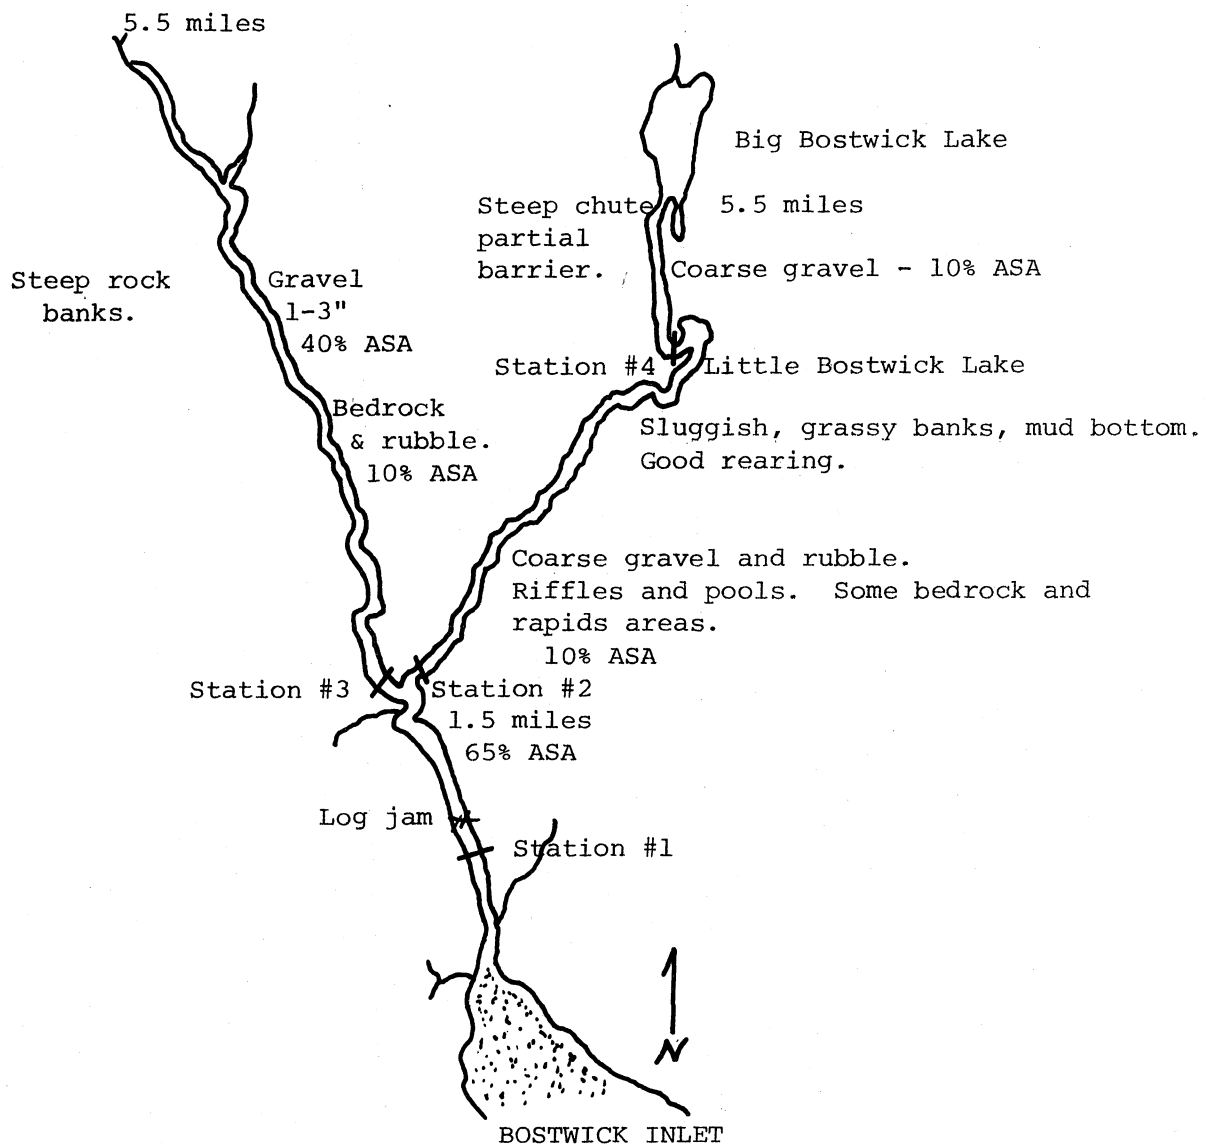 5.5 miles
Big Bostwick Lake
Steep chute
partial
barrier.
5.5 miles
Coarse gravel - 10% ASA
Steep rock
banks.
Gravel
1-3"
40% ASA
Station #4
Little Bostwick Lake
Bedrock
& rubble.
10% ASA
Sluggish, grassy banks, mud bottom.
Good rearing.
Coarse gravel and rubble.
Riffles and pools. Some bedrock and
rapids areas.
10% ASA
Station #3
Station #2
1.5 miles
65% ASA
Log jam
Station #1
N
BOSTWICK INLET